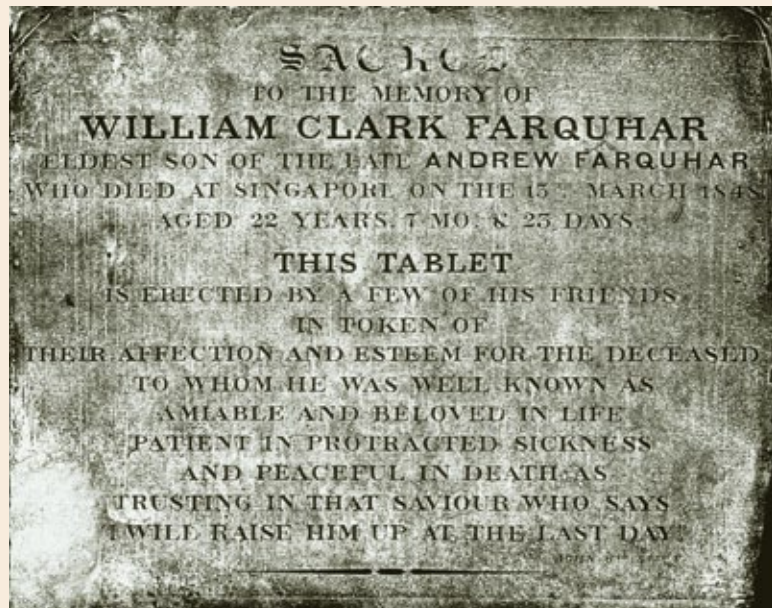 SACRED
TO THE MEMORY OF
WILLIAM CLARK FARQUHAR
ELDEST SON OF THE LATE ANDREW FARQUHAR
WHO DIED AT SINGAPORE ON THE 15TH MARCH 1848
AGED 22 YEARS. 7 MO: & 23 DAYS
THIS TABLET
IS ERECTED BY A FEW OF HIS FRIENDS
IN TOKEN OF
THEIR AFFECTION AND ESTEEM FOR THE DECEASED
TO WHOM HE WAS WELL KNOWN AS
AMIABLE AND BELOVED IN LIFE
PATIENT IN PROTRACTED SICKNESS
AND PEACEFUL IN DEATH AS
TRUSTING IN THAT SAVIOUR WHO SAYS
I WILL RAISE HIM UP AT THE LAST DAY.